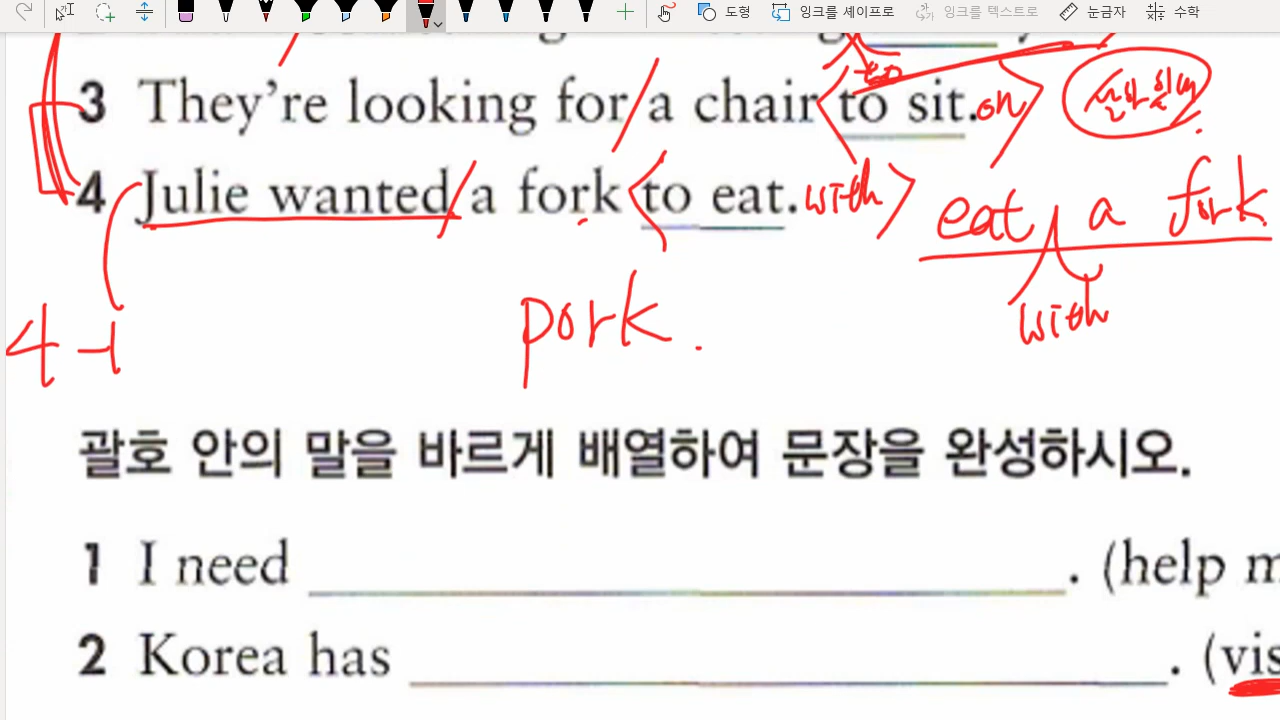 도형 잉크를 셰이프로 잉크를 텍스트로 눈금자 수학
3 They're looking for a chair to sit. on
4 Julie wanted a fork to eat. with eat a fork
with
4-1 pork.
괄호 안의 말을 바르게 배열하여 문장을 완성하시오.
1 I need . (help m
2 Korea has . (vis